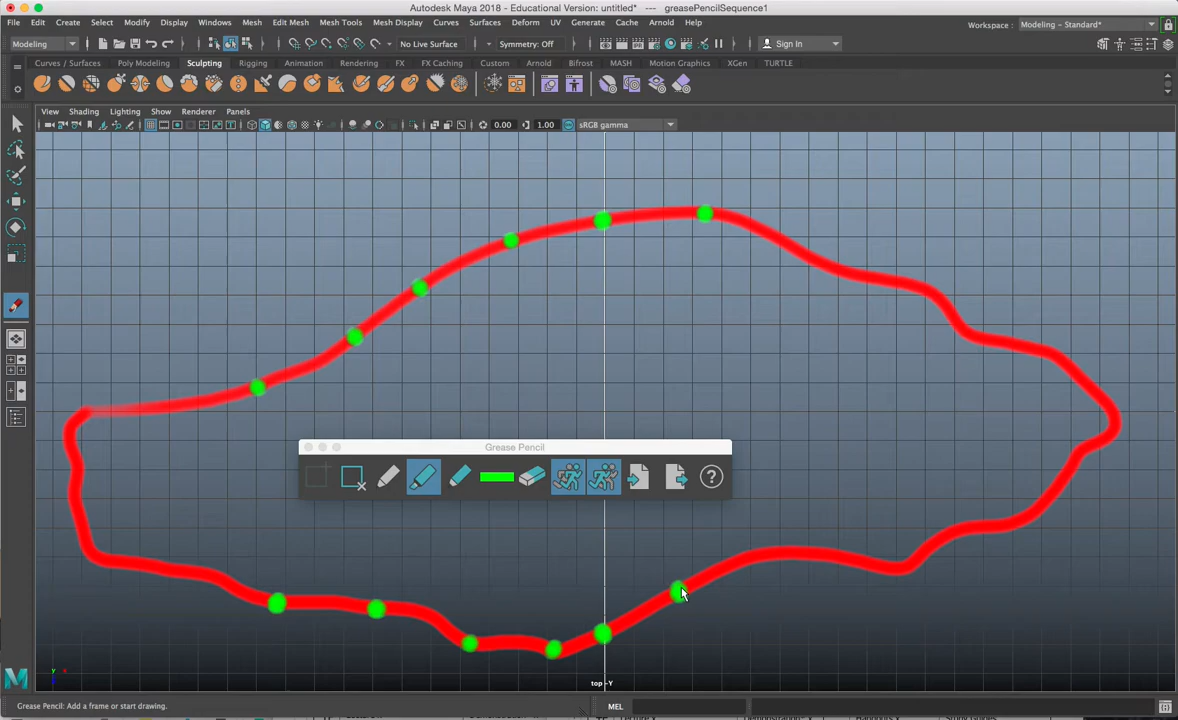 Autodesk Maya 2018 - Educational Version: untitled*   ---   greasePencilSequence1
File Edit Create Select Modify Display Windows Mesh Edit Mesh Mesh Tools Mesh Display Curves Surfaces Deform UV Generate Cache Arnold Help
Workspace : Modeling - Standard*
Modeling No Live Surface Symmetry: Off Sign In
Curves / Surfaces Poly Modeling Sculpting Rigging Animation Rendering FX FX Caching Custom Arnold Bifrost MASH Motion Graphics XGen TURTLE
View Shading Lighting Show Renderer Panels
0.00 1.00 sRGB gamma
Grease Pencil
top -Y
Grease Pencil: Add a frame or start drawing.
MEL